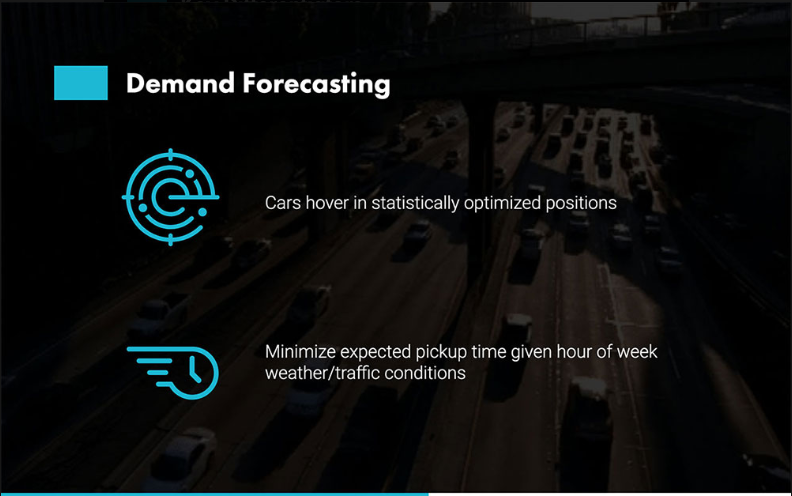 Demand Forecasting
Cars hover in statistically optimized positions
Minimize expected pickup time given hour of week
weather/traffic conditions